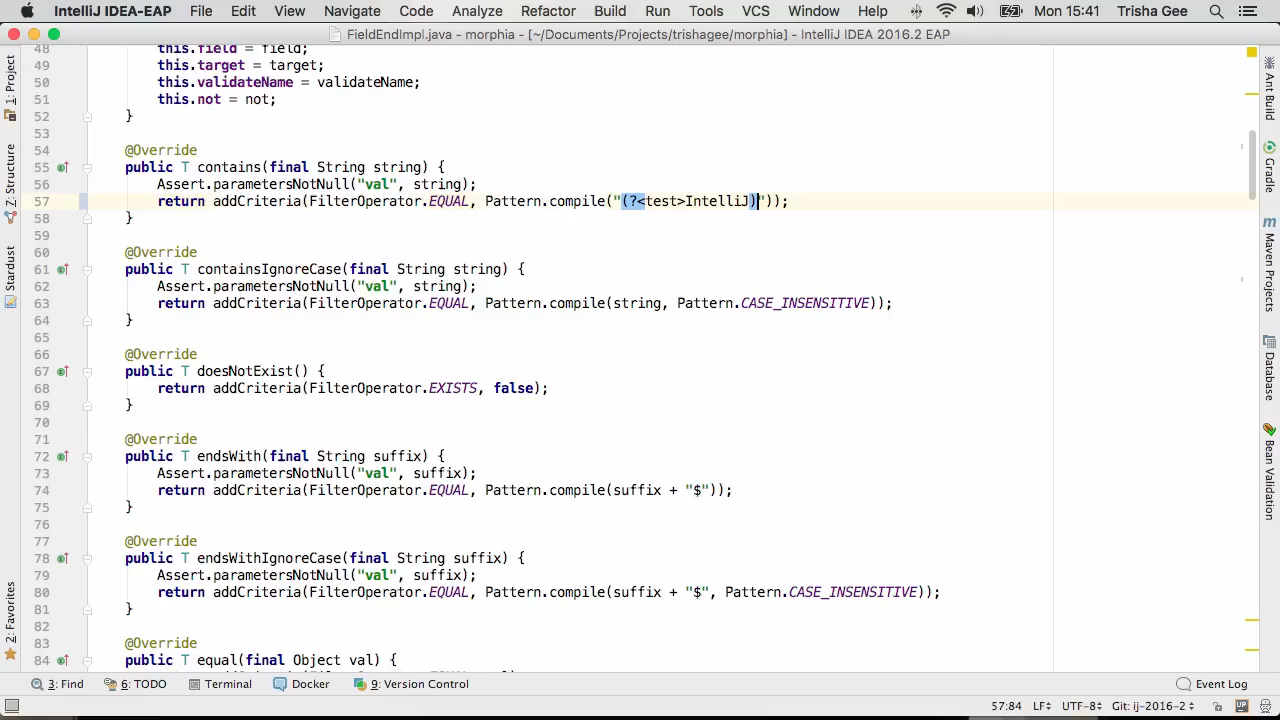 IntelliJ IDEA-EAP File Edit View Navigate Code Analyze Refactor Build Run Tools VCS Window Help Mon 15:41 Trisha Gee
FieldEndImpl.java - morphia - [~/Documents/Projects/trishagee/morphia] - IntelliJ IDEA 2016.2 EAP
1: Project
Z: Structure
Stardust
2: Favorites
48 this.field = field;
49 this.target = target;
50 this.validateName = validateName;
51 this.not = not;
52 }
53
54 @Override
55 public T contains(final String string) {
56 Assert.parametersNotNull("val", string);
57 return addCriteria(FilterOperator.EQUAL, Pattern.compile("(?<test>IntelliJ)"));
58 }
59
60 @Override
61 public T containsIgnoreCase(final String string) {
62 Assert.parametersNotNull("val", string);
63 return addCriteria(FilterOperator.EQUAL, Pattern.compile(string, Pattern.CASE_INSENSITIVE));
64 }
65
66 @Override
67 public T doesNotExist() {
68 return addCriteria(FilterOperator.EXISTS, false);
69 }
70
71 @Override
72 public T endsWith(final String suffix) {
73 Assert.parametersNotNull("val", suffix);
74 return addCriteria(FilterOperator.EQUAL, Pattern.compile(suffix + "$"));
75 }
76
77 @Override
78 public T endsWithIgnoreCase(final String suffix) {
79 Assert.parametersNotNull("val", suffix);
80 return addCriteria(FilterOperator.EQUAL, Pattern.compile(suffix + "$", Pattern.CASE_INSENSITIVE));
81 }
82
83 @Override
84 public T equal(final Object val) {
Ant Build
Gradle
Maven Projects
Database
Bean Validation
3: Find 6: TODO Terminal Docker 9: Version Control Event Log
57:84 LF UTF-8 Git: ij-2016-2